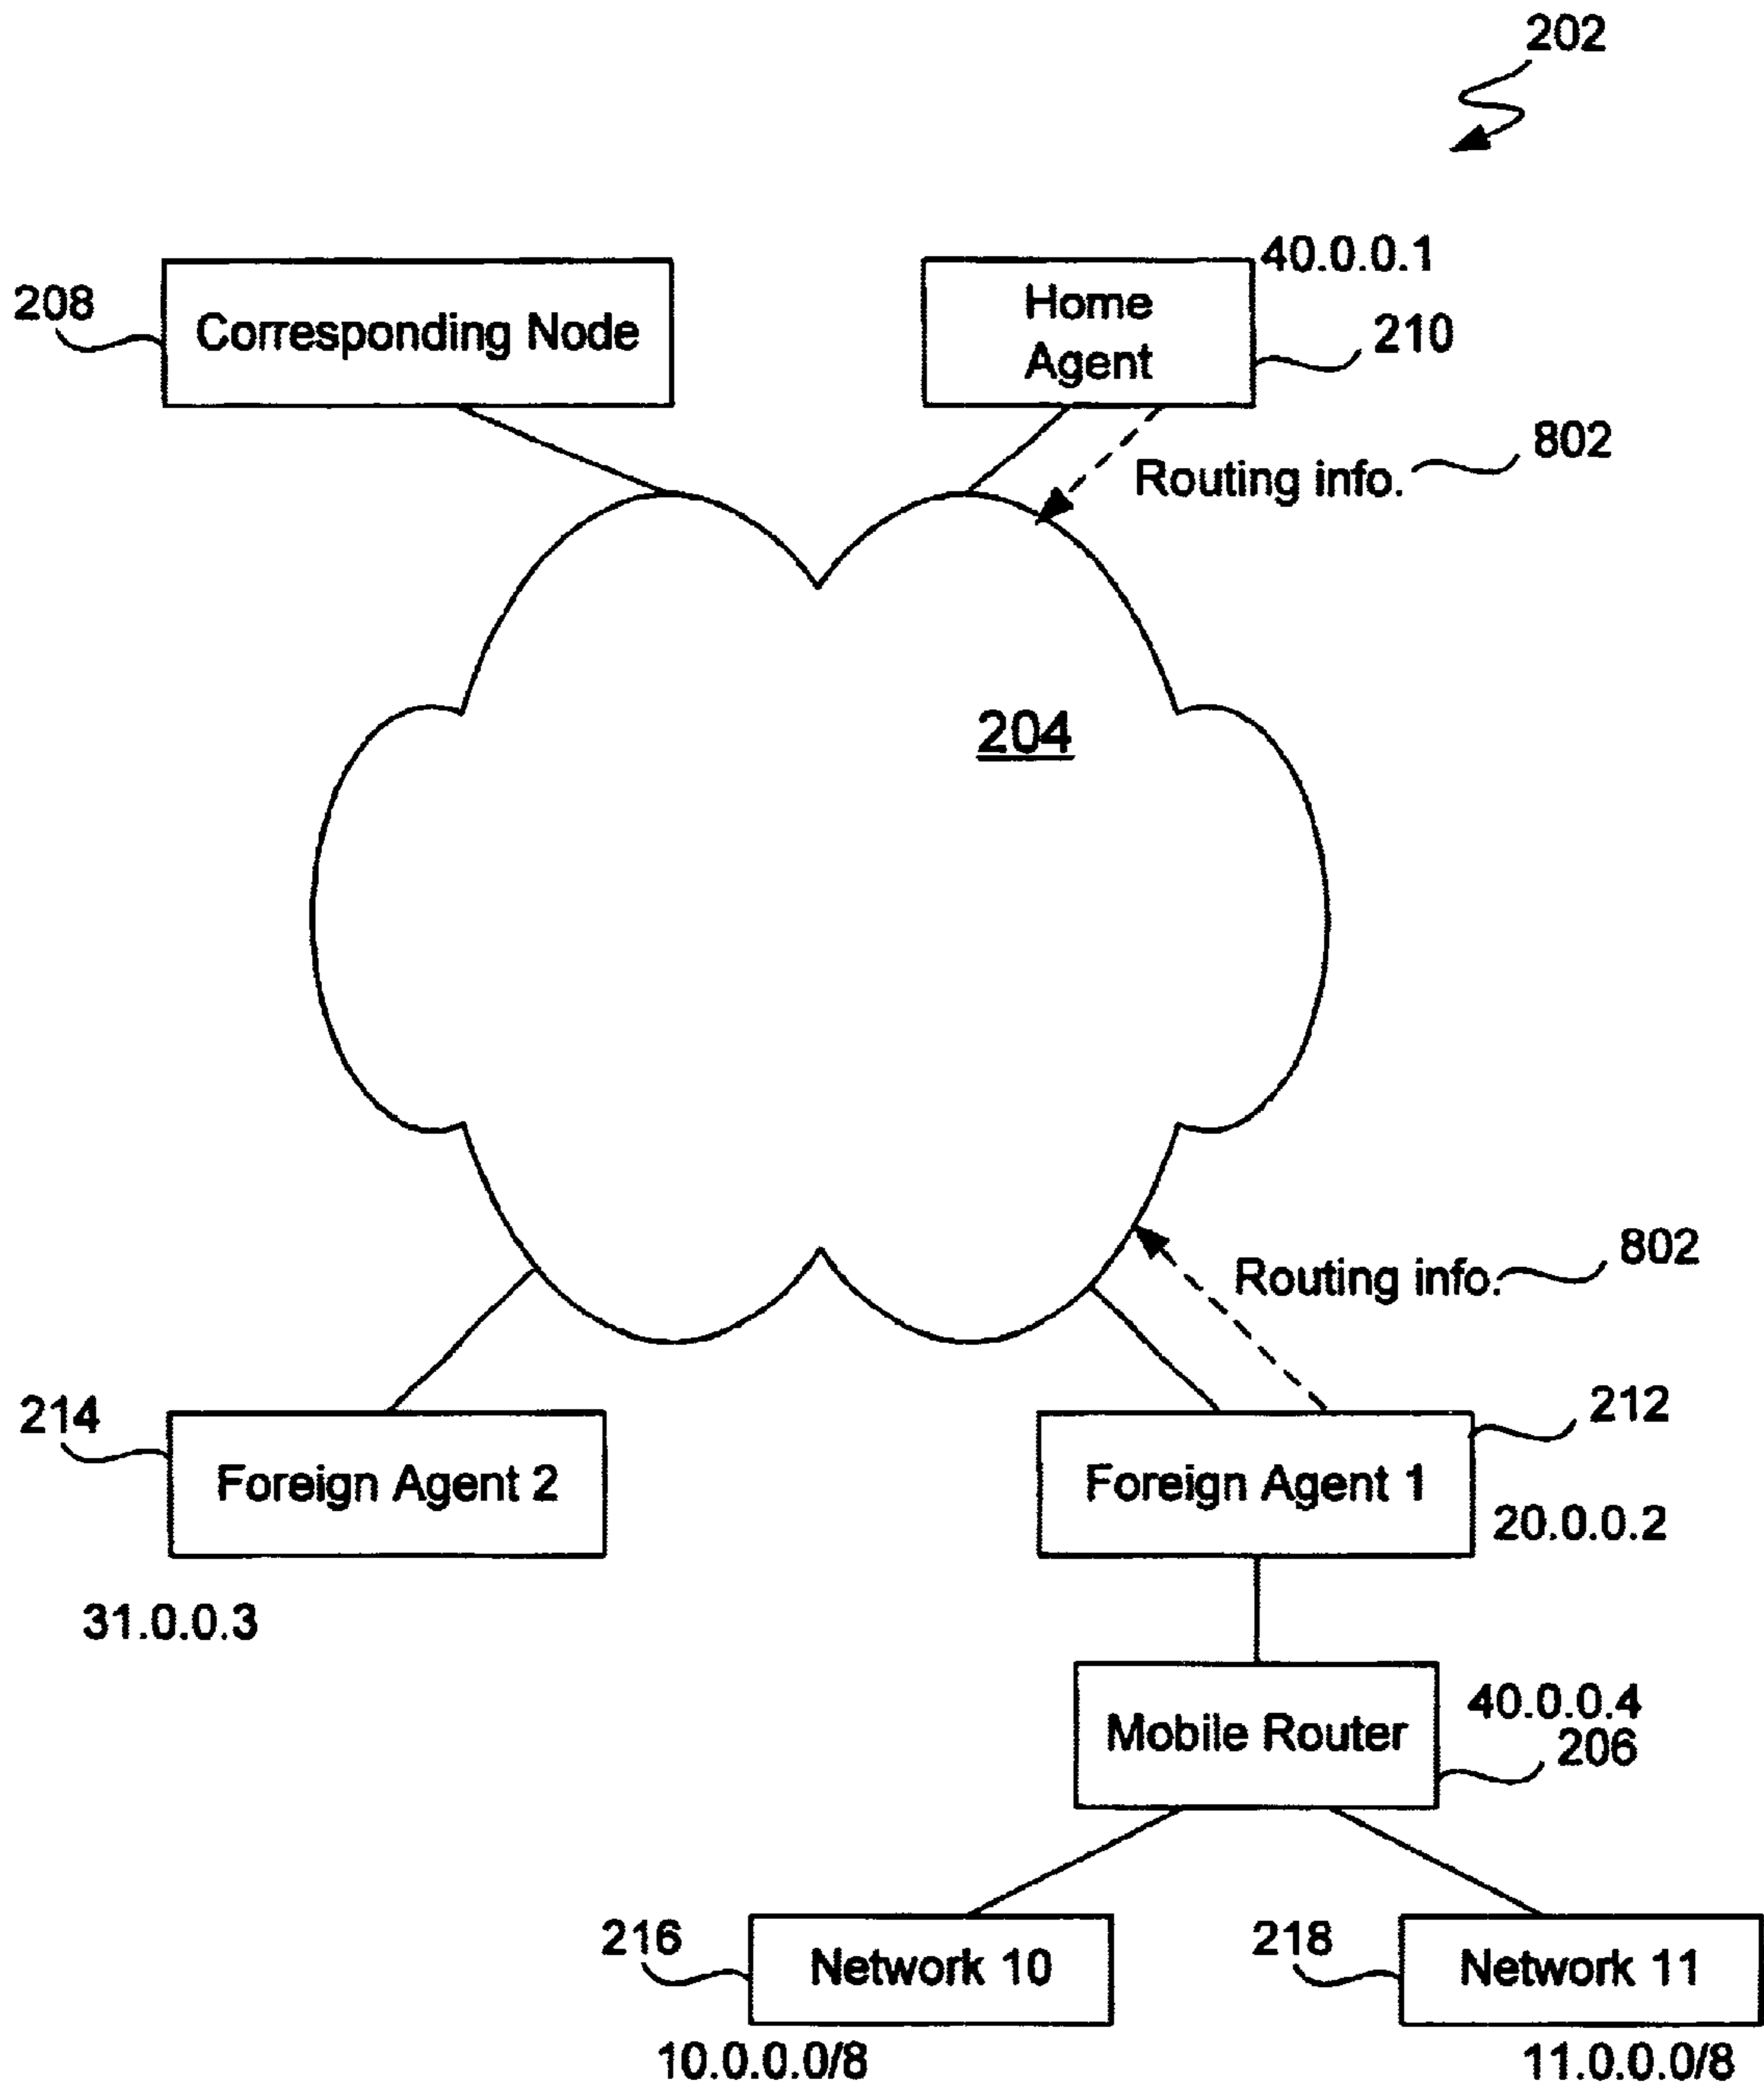 202
40.0.0.1
208
Corresponding Node
Home
Agent
210
Routing info.
802
204
Routing info.
802
214
Foreign Agent 2
31.0.0.3
212
Foreign Agent 1
20.0.0.2
Mobile Router
40.0.0.4
206
216
Network 10
10.0.0.0/8
218
Network 11
11.0.0.0/8